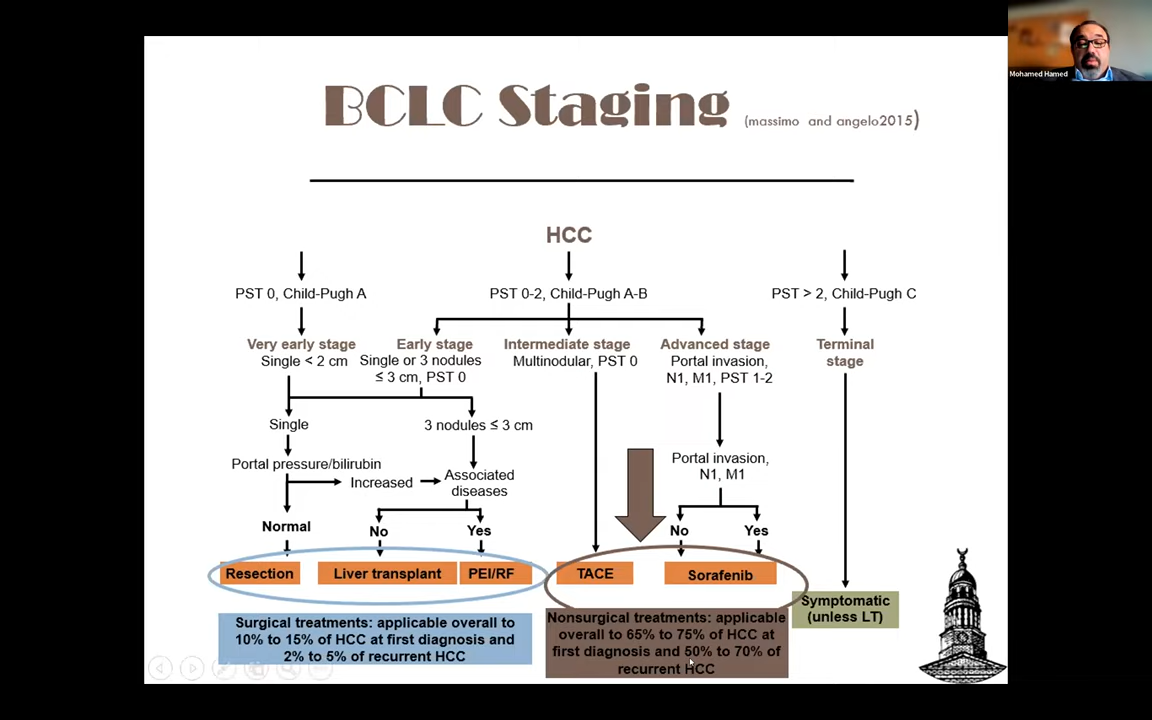 Mohamed Hamed
BCLC Staging
(massimo and angelo2015)
HCC
PST 0, Child-Pugh A
PST 0-2, Child-Pugh A-B
PST > 2, Child-Pugh C
Very early stage
Single < 2 cm
Early stage
Single or 3 nodules
≤ 3 cm, PST 0
Intermediate stage
Multinodular, PST 0
Advanced stage
Portal invasion,
N1, M1, PST 1-2
Terminal
stage
Single
3 nodules ≤ 3 cm
Portal pressure/bilirubin
Increased
Associated
diseases
Portal invasion,
N1, M1
Normal
No
Yes
No
Yes
Resection
Liver transplant
PEI/RF
TACE
Sorafenib
Symptomatic
(unless LT)
Surgical treatments: applicable overall to
10% to 15% of HCC at first diagnosis and
2% to 5% of recurrent HCC
Nonsurgical treatments: applicable
overall to 65% to 75% of HCC at
first diagnosis and 50% to 70% of
recurrent HCC